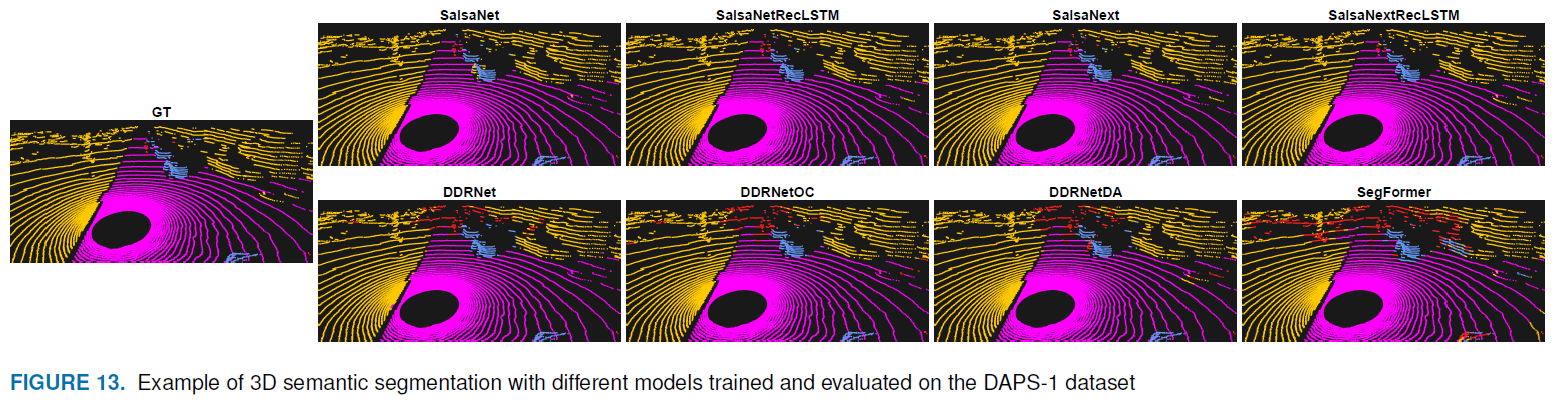 SalsaNet
SalsaNetRecLSTM
SalsaNext
SalsaNextRecLSTM
GT
DDRNet
DDRNetOC
DDRNetDA
SegFormer
FIGURE 13. Example of 3D semantic segmentation with different models trained and evaluated on the DAPS-1 dataset